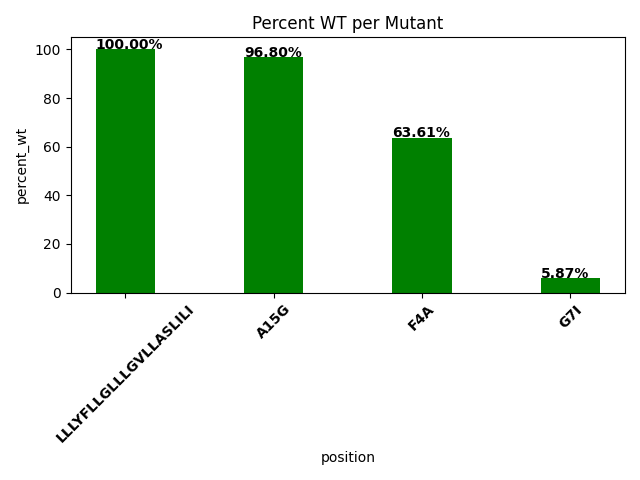 Percent WT per Mutant
100.00%
96.80%
63.61%
5.87%
100
80
60
40
20
0
percent_wt
LLLYFLLGLLLGVLLASLILI
A15G
F4A
G7I
position